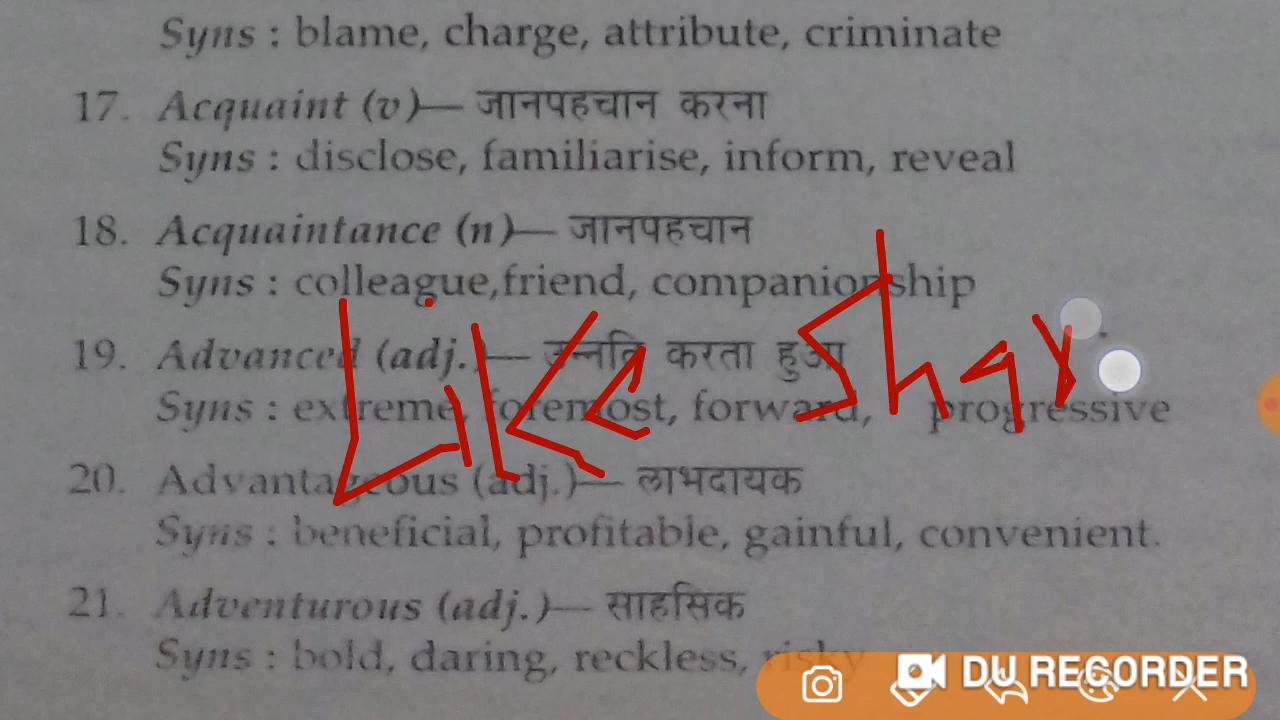 Syns : blame, charge, attribute, criminate
17. Acquaint (v)— जानपहचान करना
Syns : disclose, familiarise, inform, reveal
18. Acquaintance (n)— जानपहचान
Syns : colleague,friend, companionship
19. Advanced (adj.)— उन्नति करता हुआ
Syns : extreme, foremost, forward, progressive
Like Shar
20. Advantageous (adj.)— लाभदायक
Syns : beneficial, profitable, gainful, convenient.
21. Adventurous (adj.)— साहसिक
Syns : bold, daring, reckless, risky
DU RECORDER